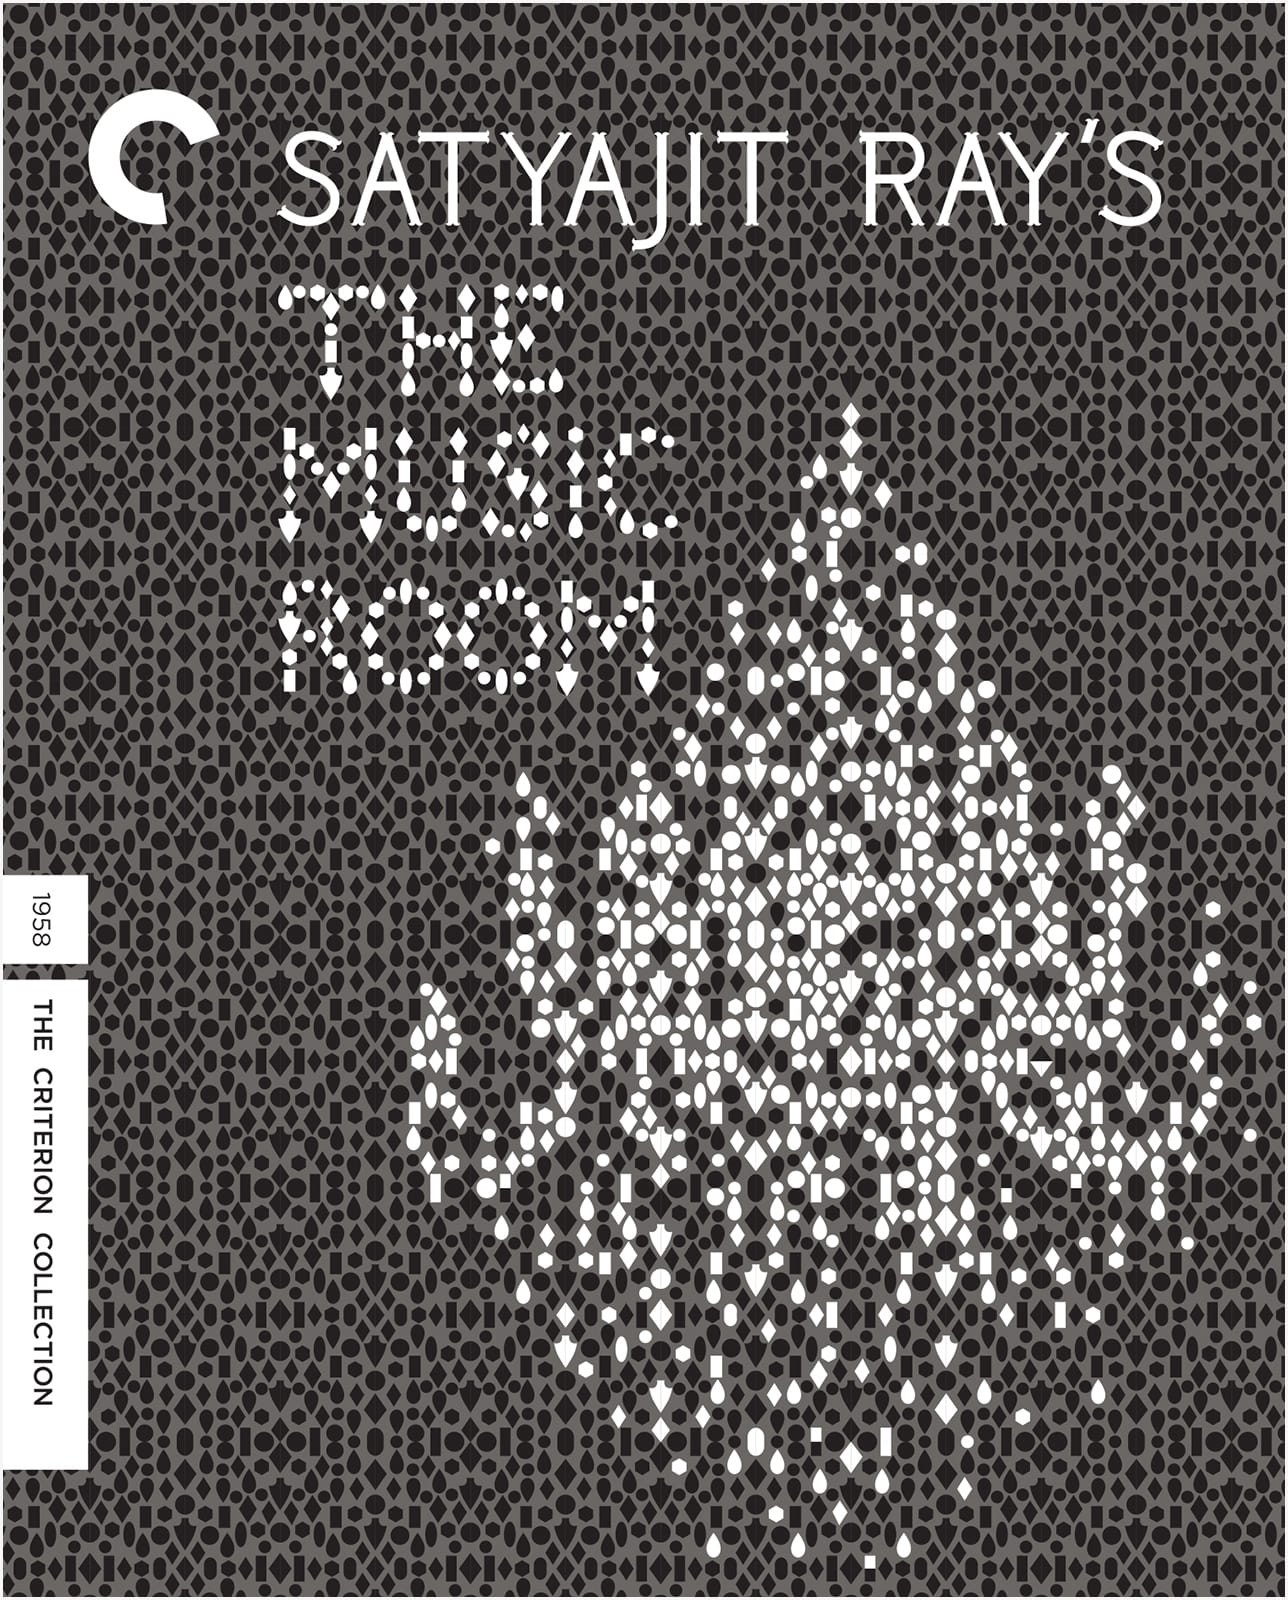 SATYAJIT RAY'S
THE
MUSIC
ROOM
1958
THE CRITERION COLLECTION